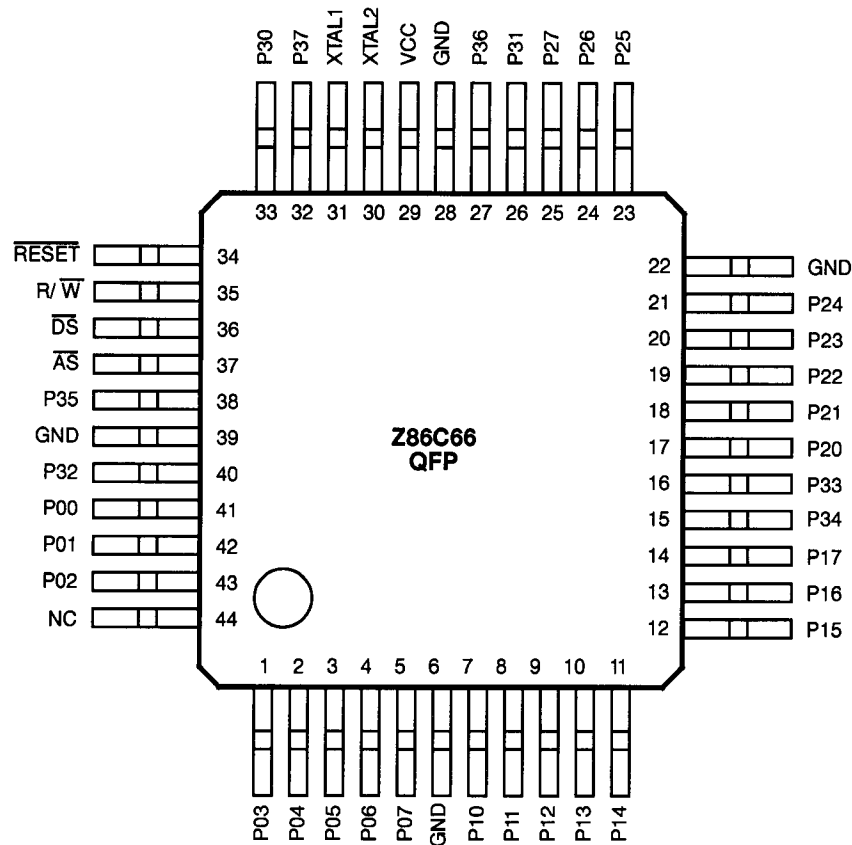 P30 P37 XTAL1 XTAL2 VCC GND P36 P31 P27 P26 P25
33 32 31 30 29 28 27 26 25 24 23
RESET 34
R/W 35
DS 36
AS 37
P35 38
GND 39
P32 40
P00 41
P01 42
P02 43
NC 44
Z86C66
QFP
22 GND
21 P24
20 P23
19 P22
18 P21
17 P20
16 P33
15 P34
14 P17
13 P16
12 P15
1 2 3 4 5 6 7 8 9 10 11
P03 P04 P05 P06 P07 GND P10 P11 P12 P13 P14